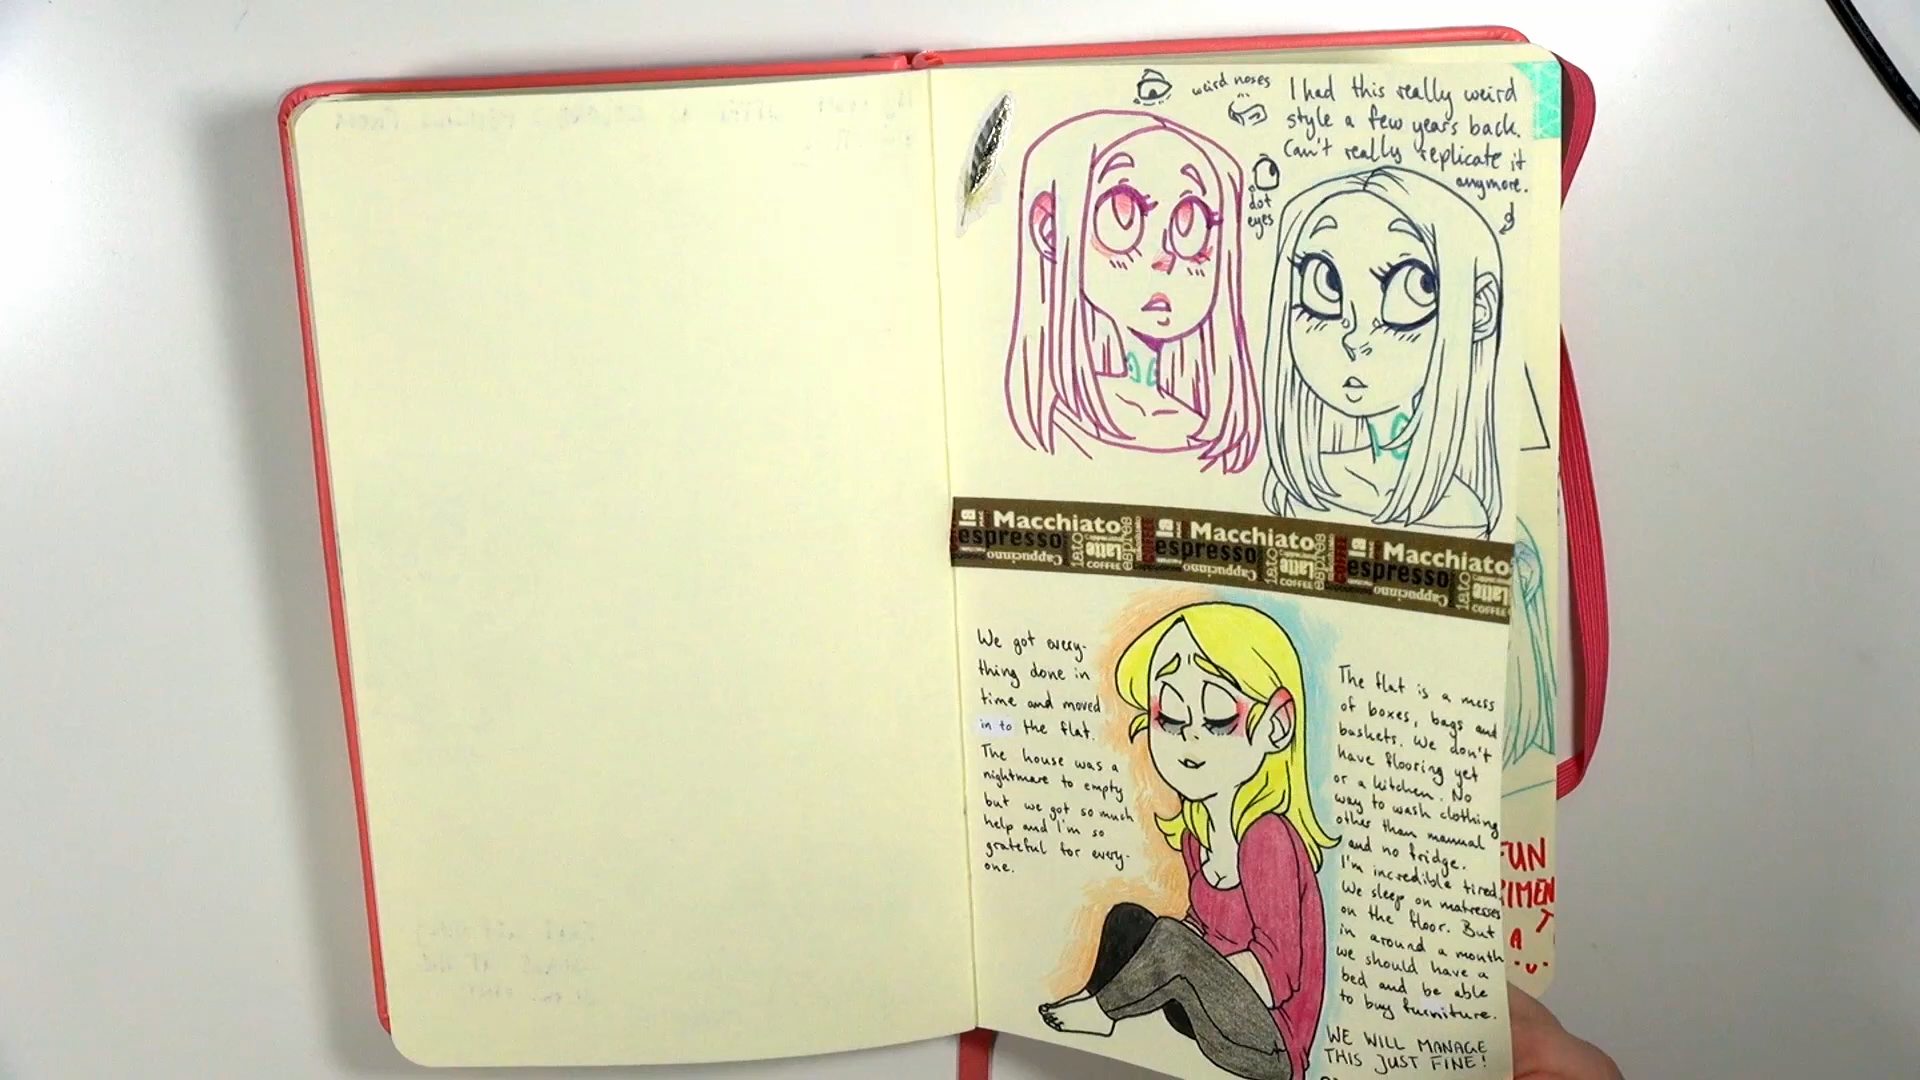 weird noses
I had this really weird
style a few years back.
Can't really replicate it
anymore.
dot
eyes
Macchiato Macchiato Macchiato
espresso espresso espresso
Latte Latte Latte
Cappuccino Cappuccino Cappuccino
COFFEE COFFEE COFFEE
We got every-
thing done in
time and moved
in to the flat.
The house was a
nightmare to empty
but we got so much
help and I'm so
grateful for every-
one.
The flat is a mess
of boxes, bags and
baskets. We don't
have flooring yet
or a kitchen. No
way to wash clothing
other than manual
and no fridge.
I'm incredible tired.
We sleep on matresses
on the floor. But
in around a month
we should have a
bed and be able
to buy furniture.
WE WILL MANAGE
THIS JUST FINE!
FUN
A